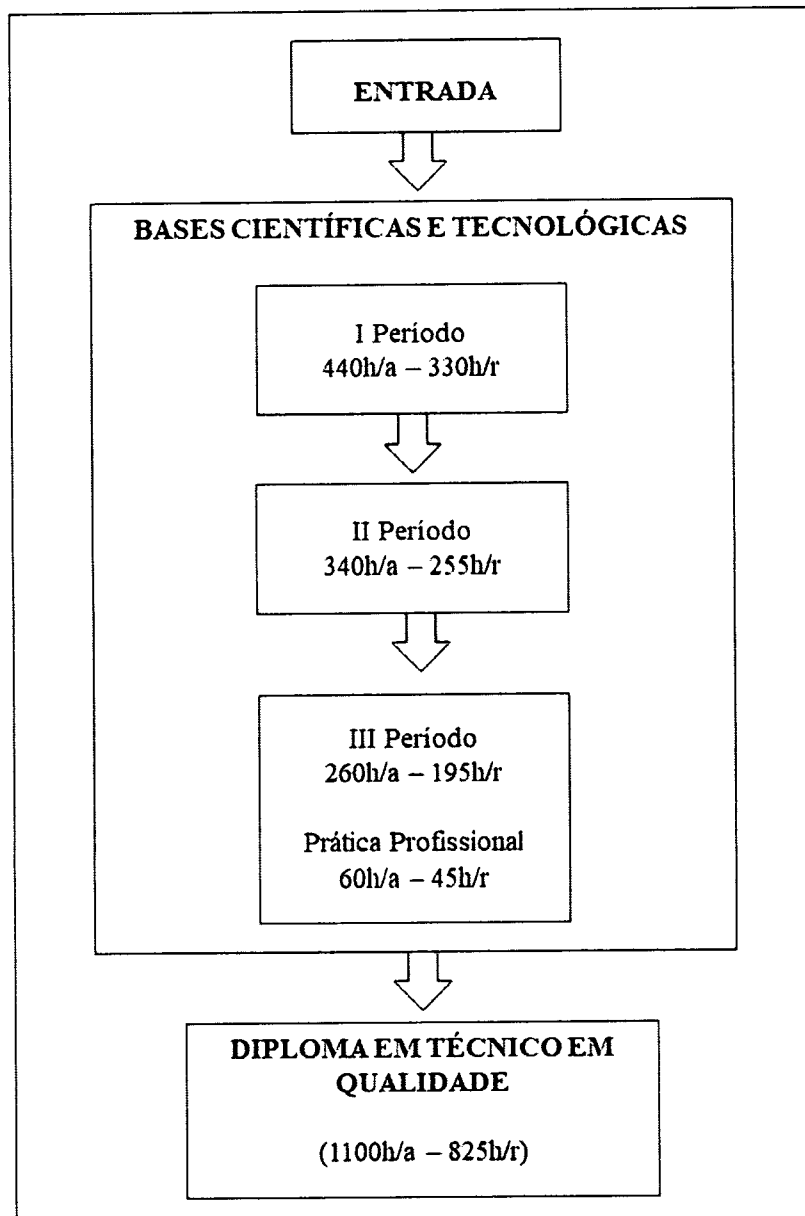 ENTRADA
BASES CIENTÍFICAS E TECNOLÓGICAS
I Período
440h/a – 330h/r
II Período
340h/a – 255h/r
III Período
260h/a – 195h/r
Prática Profissional
60h/a – 45h/r
DIPLOMA EM TÉCNICO EM
QUALIDADE
(1100h/a – 825h/r)